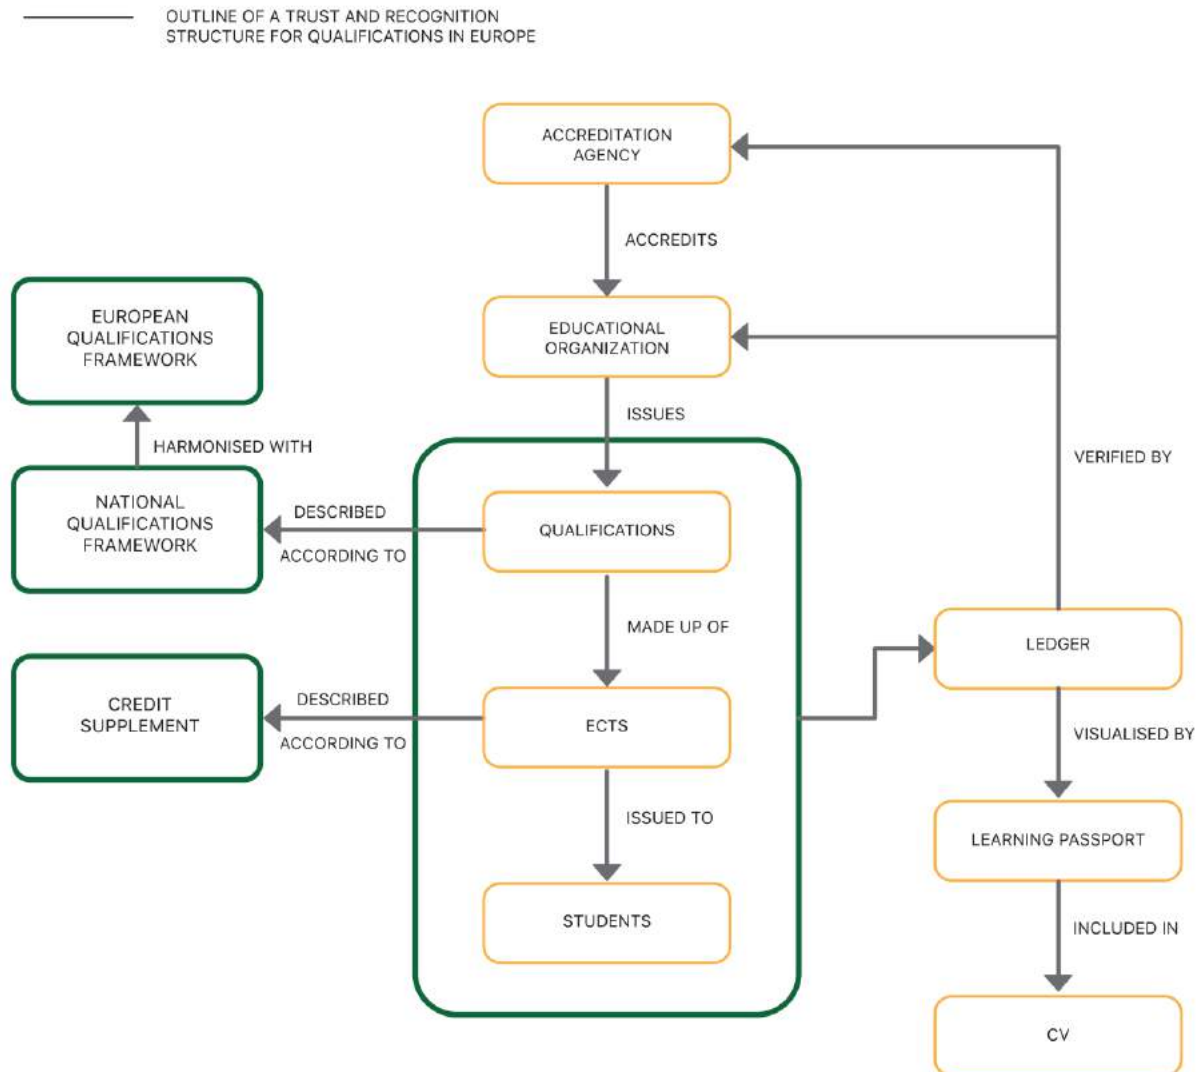 OUTLINE OF A TRUST AND RECOGNITION
STRUCTURE FOR QUALIFICATIONS IN EUROPE
ACCREDITATION
AGENCY
ACCREDITS
EDUCATIONAL
ORGANIZATION
ISSUES
EUROPEAN
QUALIFICATIONS
FRAMEWORK
HARMONISED WITH
NATIONAL
QUALIFICATIONS
FRAMEWORK
DESCRIBED
ACCORDING TO
QUALIFICATIONS
MADE UP OF
CREDIT
SUPPLEMENT
DESCRIBED
ACCORDING TO
ECTS
ISSUED TO
STUDENTS
VERIFIED BY
LEDGER
VISUALISED BY
LEARNING PASSPORT
INCLUDED IN
CV